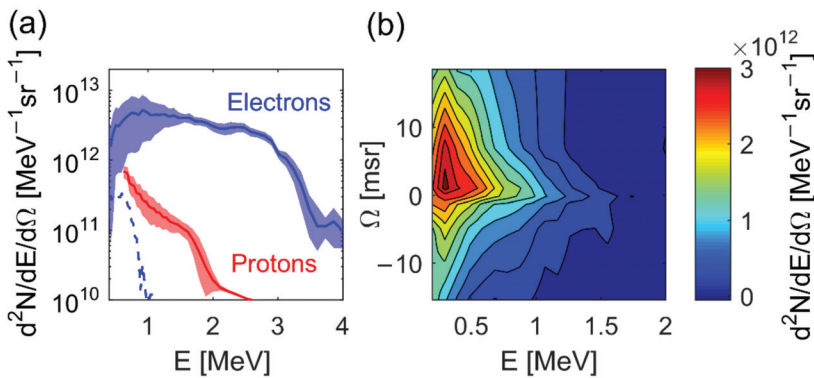 (a)
d²N/dE/dΩ [MeV⁻¹sr⁻¹]
10¹³
10¹²
10¹¹
10¹⁰
Electrons
Protons
1 2 3 4
E [MeV]
(b)
Ω [msr]
10
0
−10
0.5 1 1.5 2
E [MeV]
×10¹²
3
2
1
0
d²N/dE/dΩ [MeV⁻¹sr⁻¹]